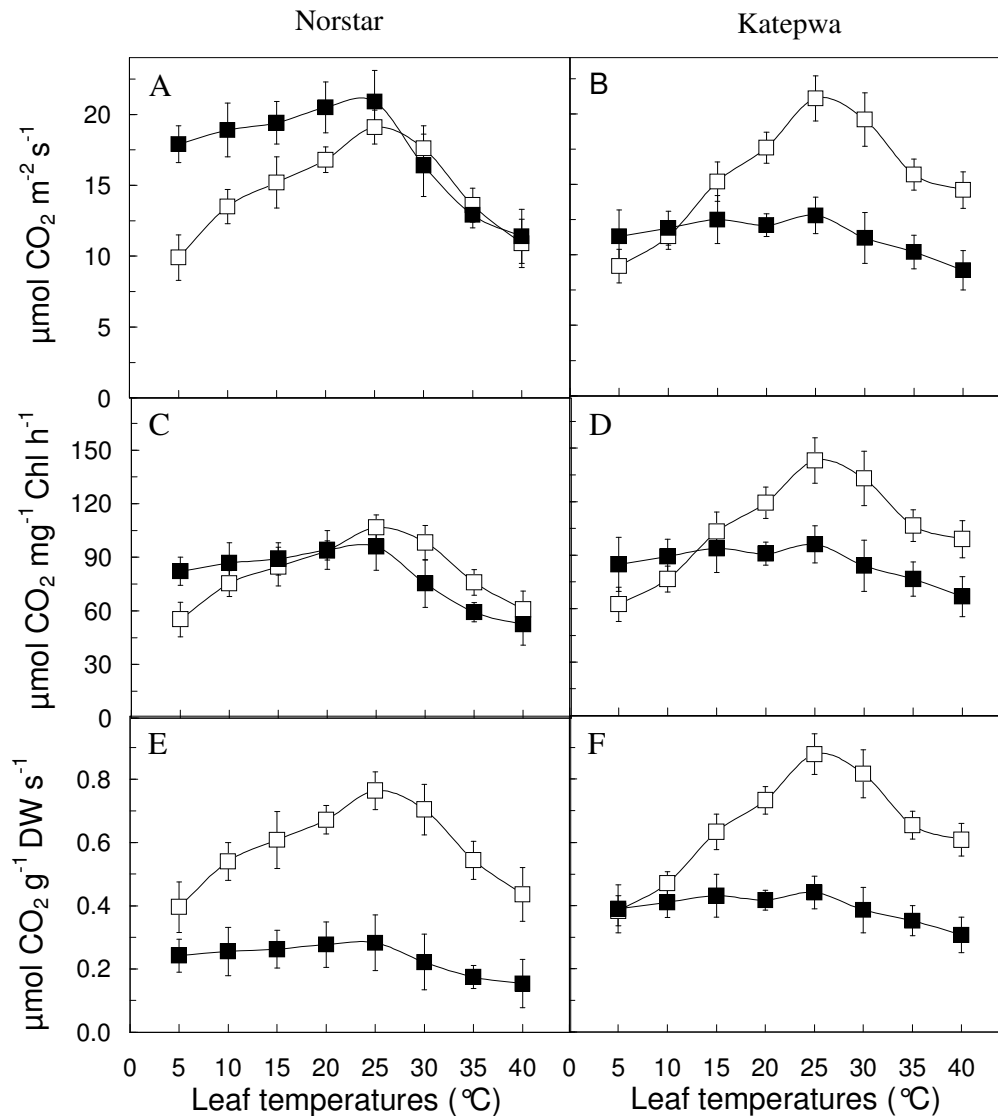 Norstar
Katepwa
A
B
20
15
10
5
0
µmol CO₂ m⁻² s⁻¹
C
D
150
120
90
60
30
0
µmol CO₂ mg⁻¹ Chl h⁻¹
E
F
0.8
0.6
0.4
0.2
0.0
µmol CO₂ g⁻¹ DW s⁻¹
0 5 10 15 20 25 30 35 40
0 5 10 15 20 25 30 35 40
Leaf temperatures (°C)
Leaf temperatures (°C)